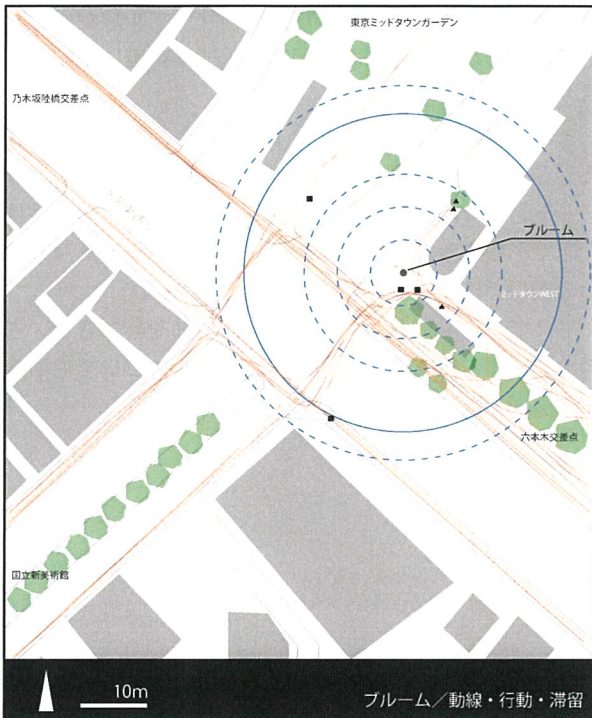 東京ミッドタウンガーデン
乃木坂陸橋交差点
ブルーム
ミッドタウンWEST
六本木交差点
国立新美術館
10m
ブルーム／動線・行動・滞留